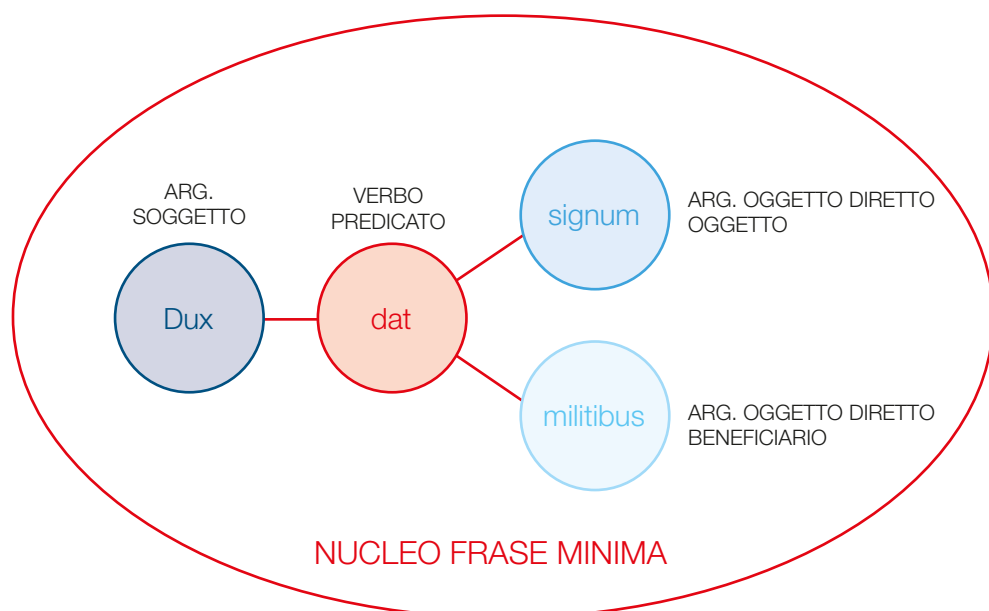 ARG.
SOGGETTO
VERBO
PREDICATO
signum
ARG. OGGETTO DIRETTO
OGGETTO
Dux
dat
militibus
ARG. OGGETTO DIRETTO
BENEFICIARIO
NUCLEO FRASE MINIMA